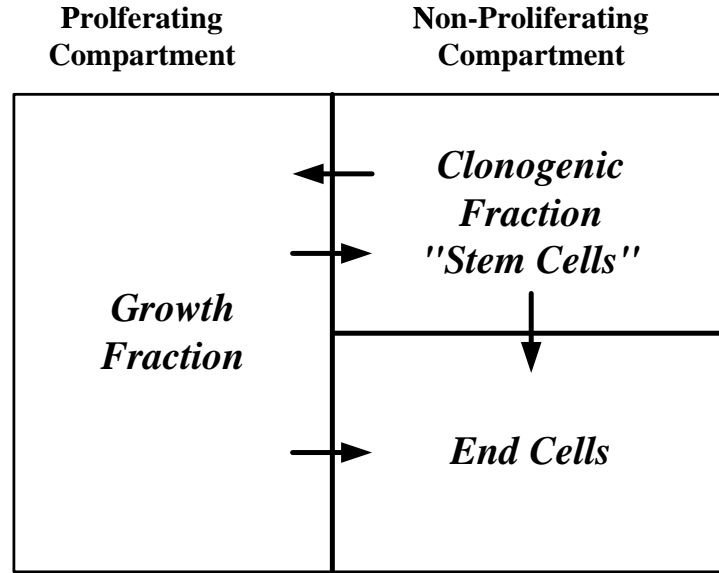 Prolferating
Compartment
Non-Proliferating
Compartment
Growth
Fraction
Clonogenic
Fraction
"Stem Cells"
End Cells